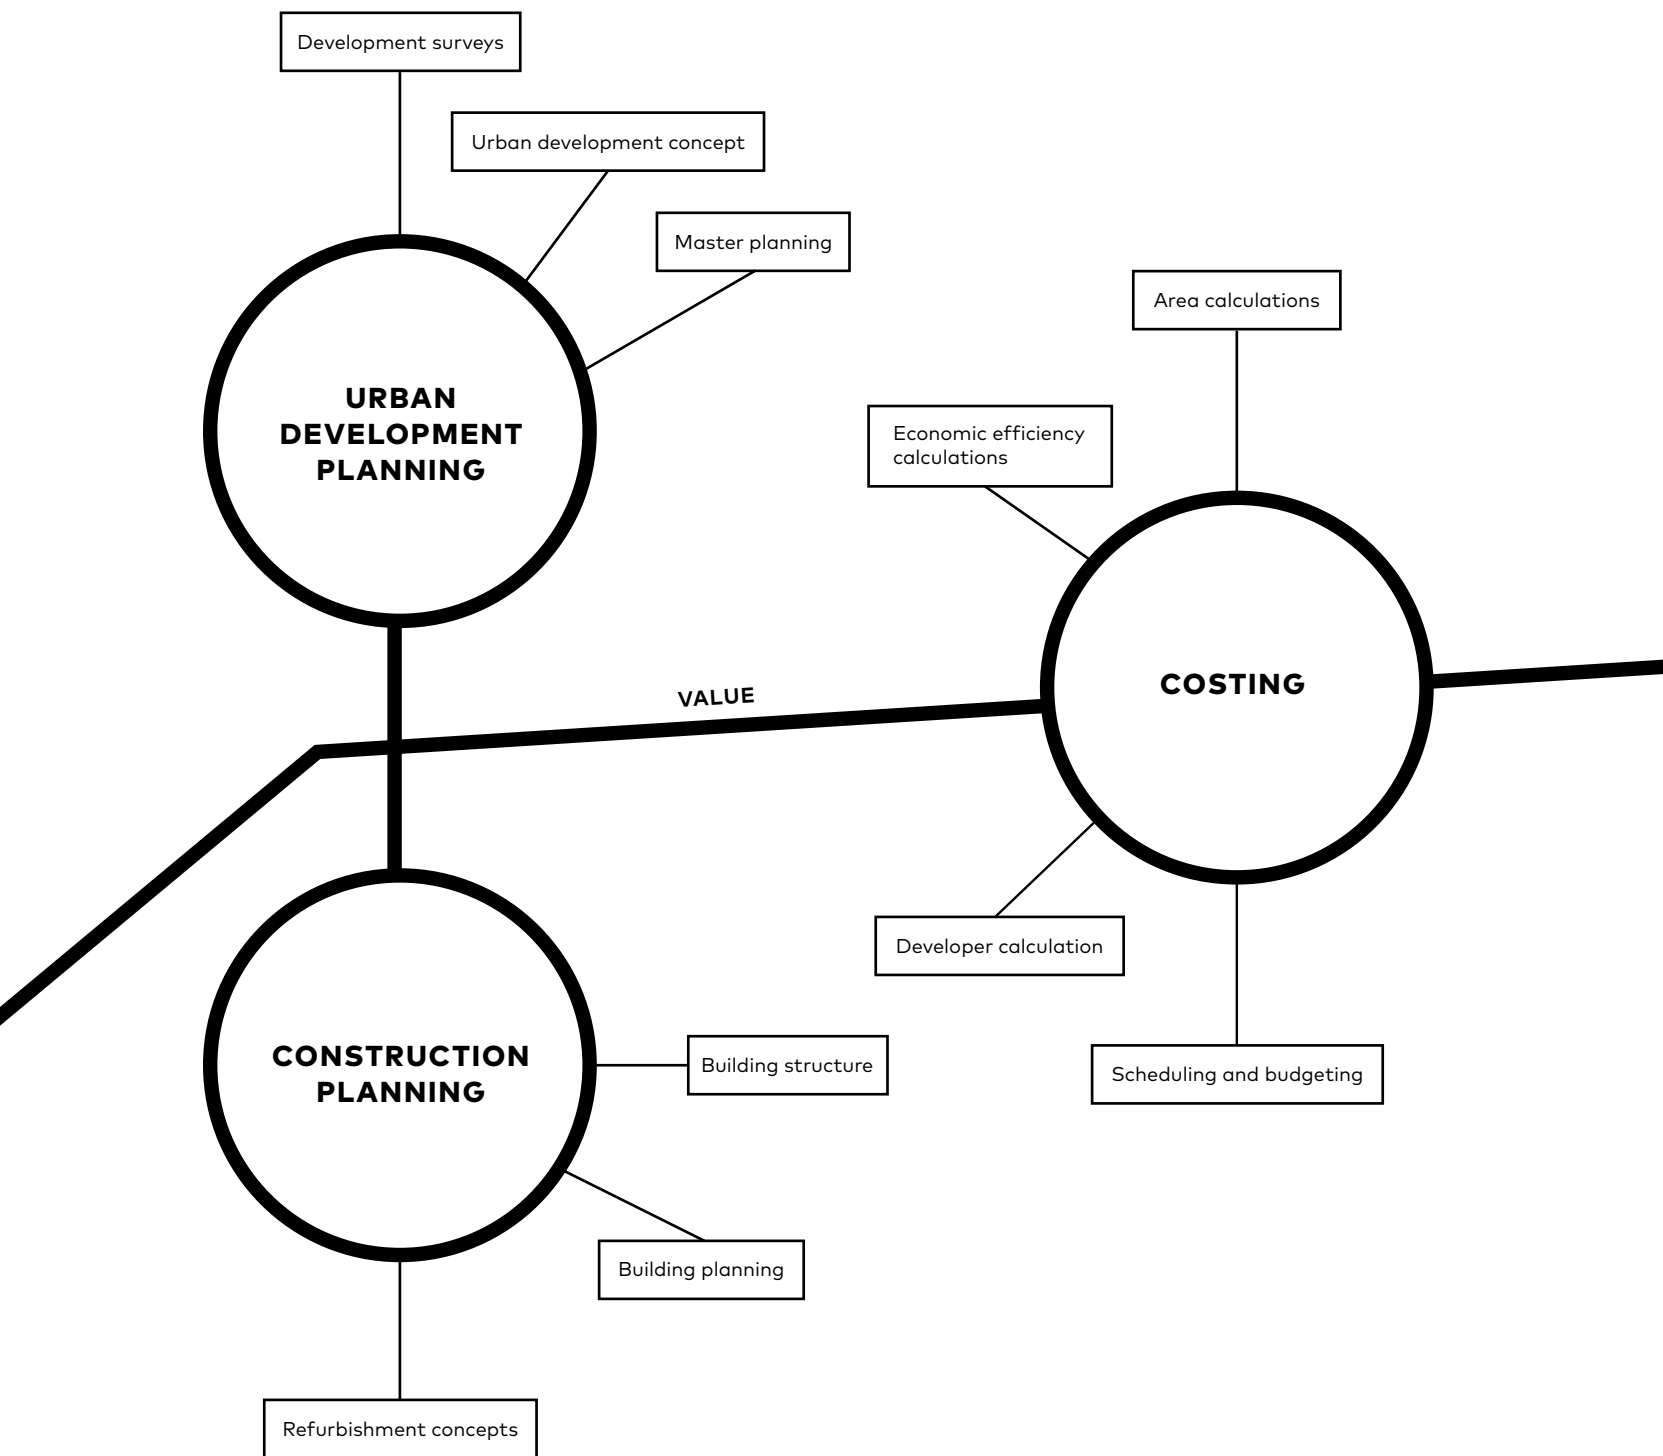 Development surveys
Urban development concept
Master planning
URBAN
DEVELOPMENT
PLANNING
Area calculations
Economic efficiency
calculations
COSTING
VALUE
Developer calculation
CONSTRUCTION
PLANNING
Building structure
Scheduling and budgeting
Building planning
Refurbishment concepts